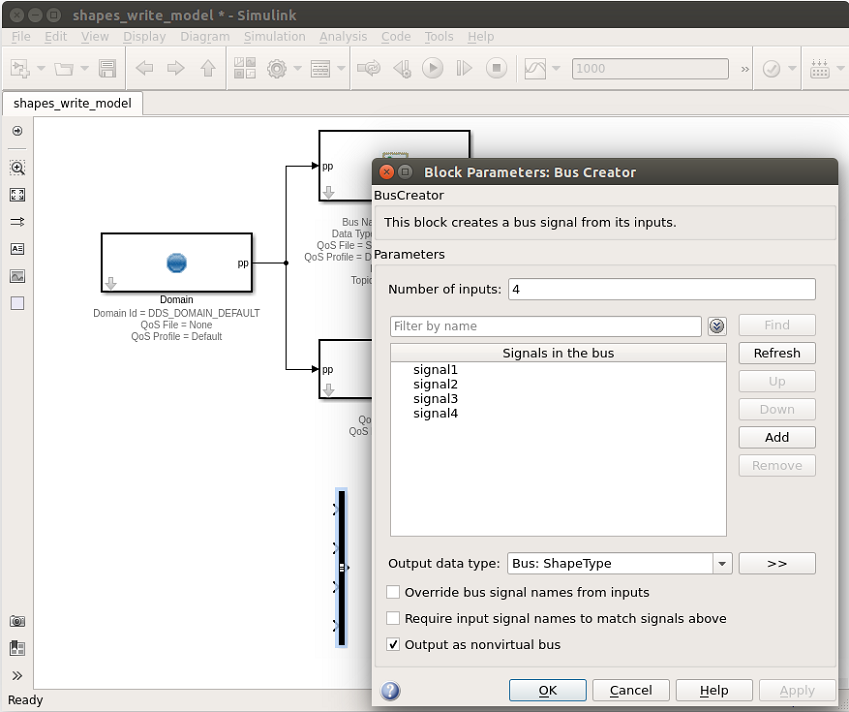 shapes_write_model * - Simulink
File Edit View Display Diagram Simulation Analysis Code Tools Help
1000
»
shapes_write_model
pp
Bus Na
Data Type
QoS File = S
QoS Profile = D
Topic
pp
Domain
Domain Id = DDS_DOMAIN_DEFAULT
QoS File = None
QoS Profile = Default
pp
Qo
QoS
Block Parameters: Bus Creator
BusCreator
This block creates a bus signal from its inputs.
Parameters
Number of inputs: 4
Filter by name
Find
Signals in the bus
Refresh
signal1
signal2
signal3
signal4
Up
Down
Add
Remove
Output data type: Bus: ShapeType >>
Override bus signal names from inputs
Require input signal names to match signals above
Output as nonvirtual bus
OK Cancel Help Apply
Ready